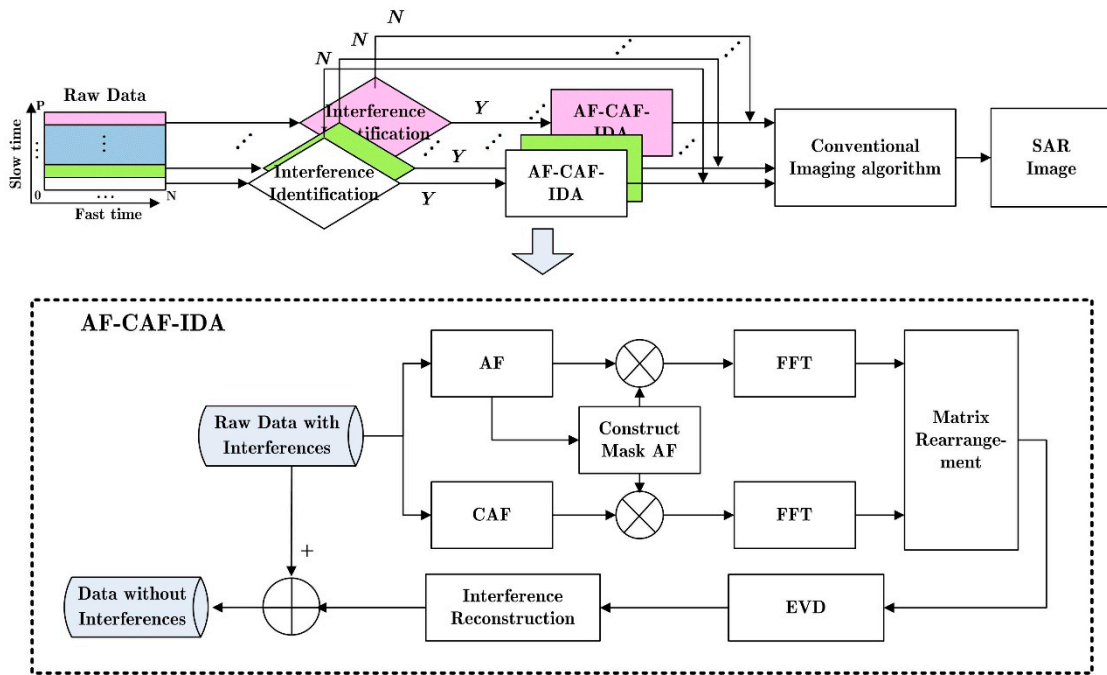 N
N
N
Raw Data
P
Slow time
0
N
Fast time
Interference
Identification
Interference
Identification
Y
Y
Y
AF-CAF-
IDA
AF-CAF-
IDA
Conventional
Imaging algorithm
SAR
Image
AF-CAF-IDA
Raw Data with
Interferences
AF
CAF
Construct
Mask AF
FFT
FFT
Matrix
Rearrange-
ment
+
Data without
Interferences
Interference
Reconstruction
EVD